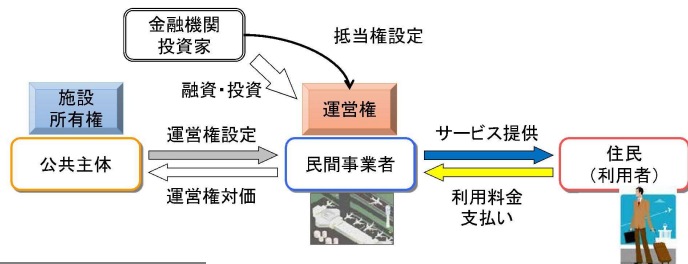 金融機関
投資家
抵当権設定
融資・投資
施設
所有権
運営権
公共主体
運営権設定
運営権対価
民間事業者
サービス提供
利用料金
支払い
住民
(利用者)